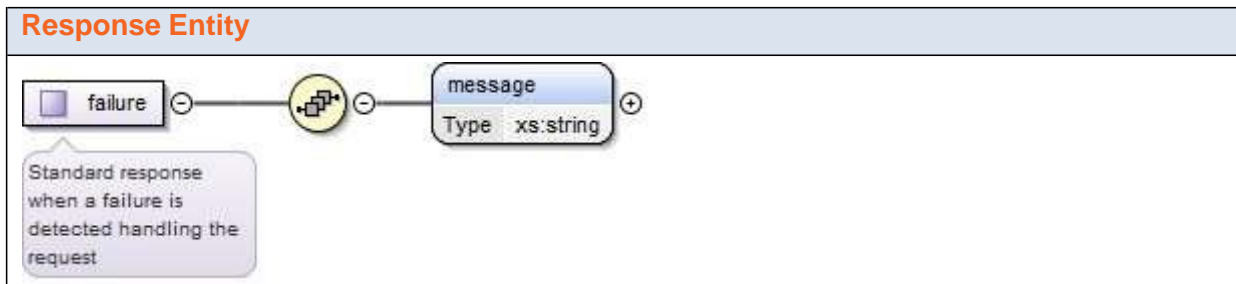 Response Entity
failure
message
Type xs:string
Standard response
when a failure is
detected handling the
request